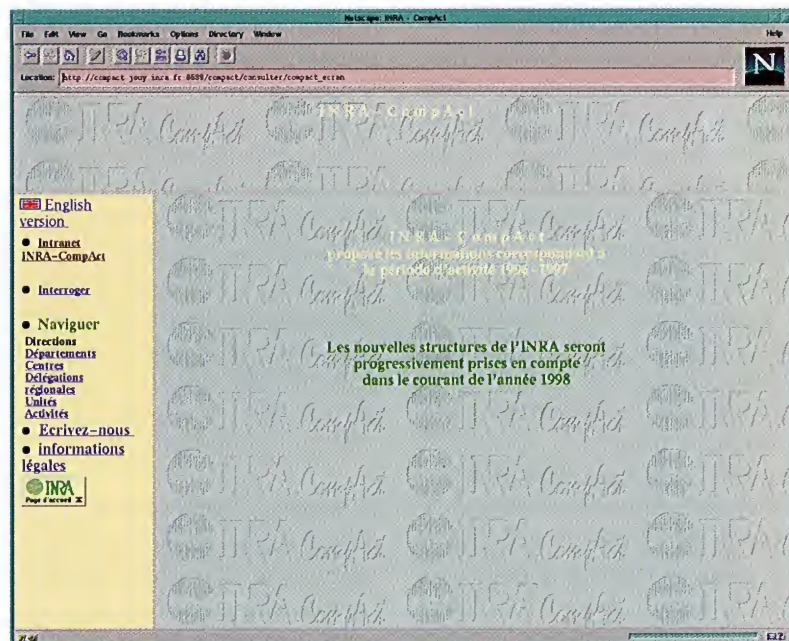 Netscape: INRA - CompAct
File Edit View Go Bookmarks Options Directory Window Help
Location: http://compact.jouy.inra.fr:8688/compact/consulter/compact_ecran
N
INRA - CompAct
English
version
Intranet
INRA-CompAct
Interroger
Naviguer
Directions
Départements
Centres
Délégations
régionales
Unités
Activités
Ecrivez-nous
informations
légales
INRA
Page d'accueil
INRA - CompAct
propose les informations correspondant à
la période d'activité 1996-1997
Les nouvelles structures de l'INRA seront
progressivement prises en compte
dans le courant de l'année 1998